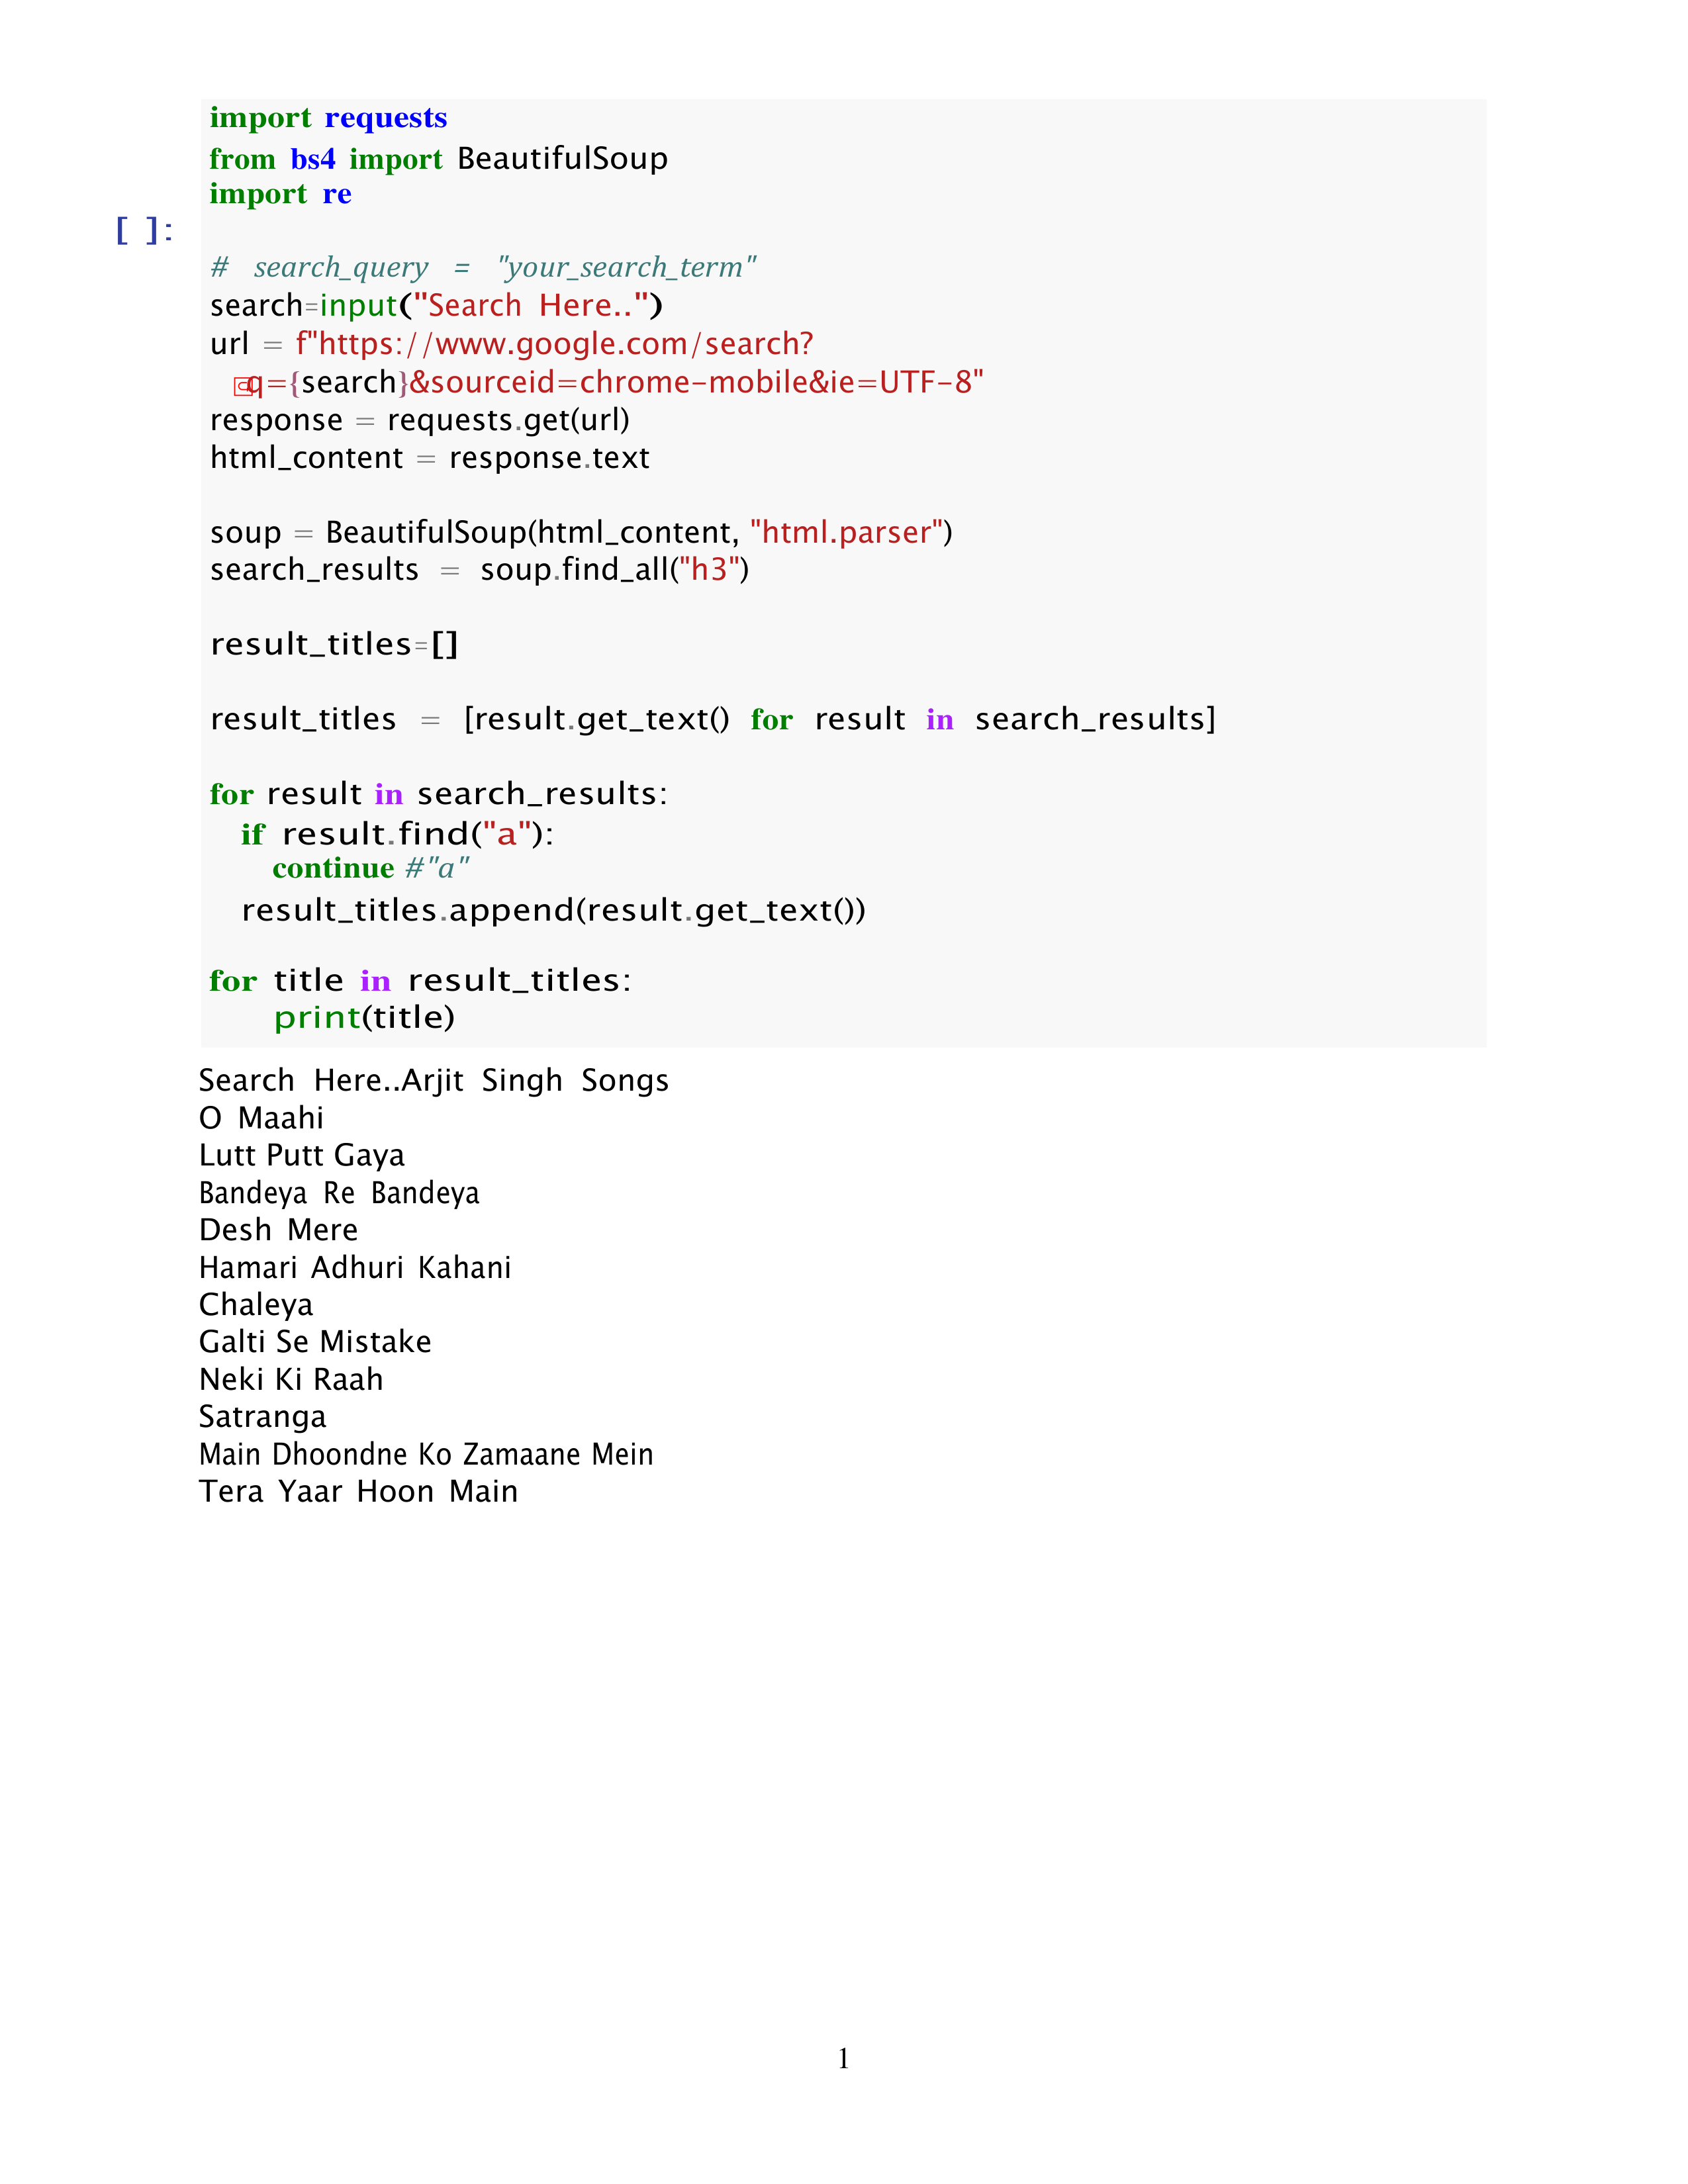 import requests
from bs4 import BeautifulSoup
import re
[ ]:
# search_query = "your_search_term"
search=input("Search Here..")
url = f"https://www.google.com/search?
q={search}&sourceid=chrome-mobile&ie=UTF-8"
response = requests.get(url)
html_content = response.text
soup = BeautifulSoup(html_content, "html.parser")
search_results = soup.find_all("h3")
result_titles=[]
result_titles = [result.get_text() for result in search_results]
for result in search_results:
if result.find("a"):
continue #"a"
result_titles.append(result.get_text())
for title in result_titles:
print(title)
Search Here..Arjit Singh Songs
O Maahi
Lutt Putt Gaya
Bandeya Re Bandeya
Desh Mere
Hamari Adhuri Kahani
Chaleya
Galti Se Mistake
Neki Ki Raah
Satranga
Main Dhoondne Ko Zamaane Mein
Tera Yaar Hoon Main
1